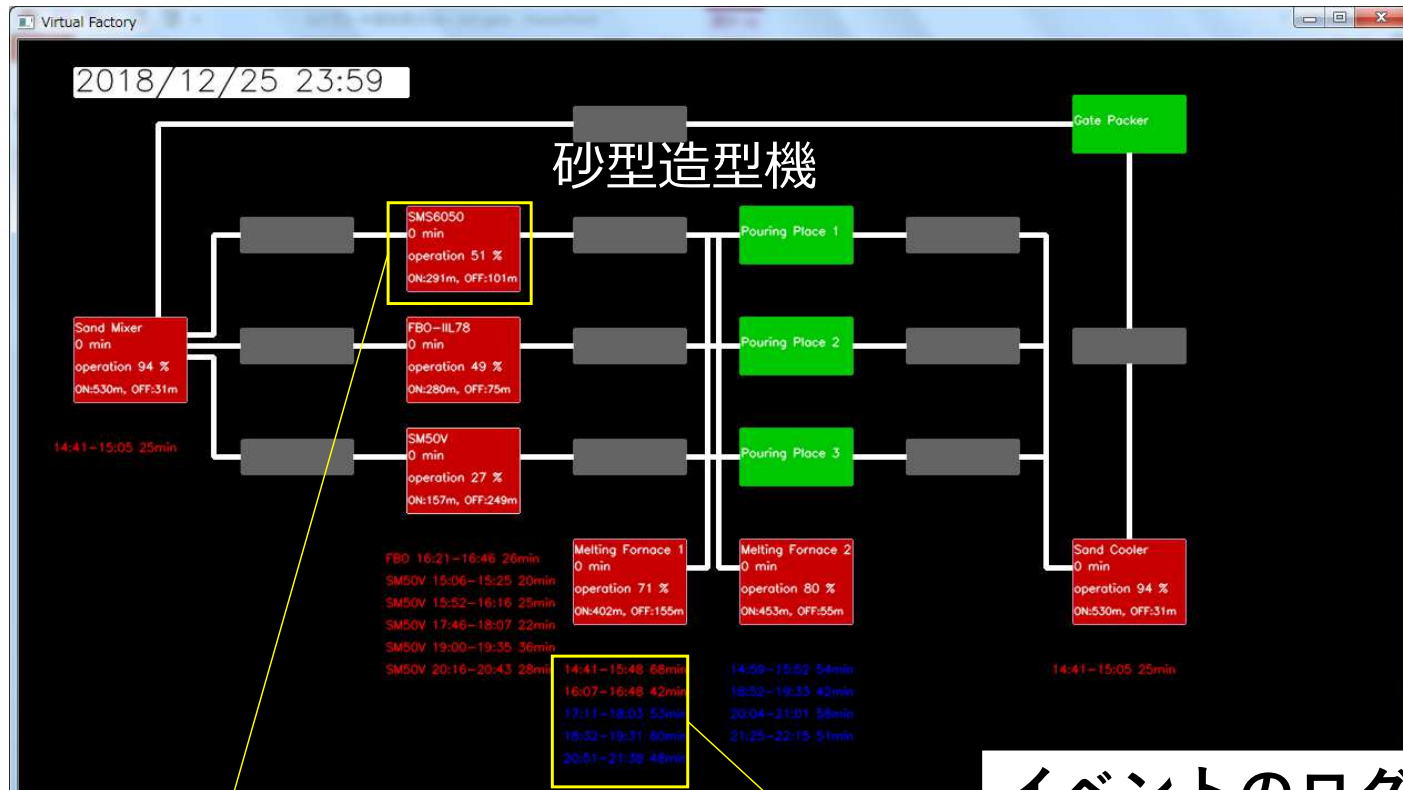 Virtual Factory
2018/12/25 23:59
Gate Packer
砂型造型機
SMS6050
0 min
operation 51 %
ON:291m, OFF:101m
Pouring Place 1
Sand Mixer
0 min
operation 94 %
ON:530m, OFF:31m
FBO-IIL78
0 min
operation 49 %
ON:280m, OFF:75m
Pouring Place 2
14:41-15:05 25min
SM50V
0 min
operation 27 %
ON:157m, OFF:249m
Pouring Place 3
FBO 16:21-16:46 26min
SM50V 15:06-15:25 20min
SM50V 15:52-16:16 25min
SM50V 17:46-18:07 22min
SM50V 19:00-19:35 36min
SM50V 20:16-20:43 28min
Melting Fornace 1
0 min
operation 71 %
ON:402m, OFF:155m
Melting Fornace 2
0 min
operation 80 %
ON:453m, OFF:55m
Sand Cooler
0 min
operation 94 %
ON:530m, OFF:31m
14:41-15:48 68min
16:07-16:48 42min
17:11-18:03 53min
18:32-19:31 60min
20:51-21:38 48min
14:59-15:52 54min
18:52-19:33 42min
20:04-21:01 58min
21:25-22:15 51min
14:41-15:05 25min
イベントのログ